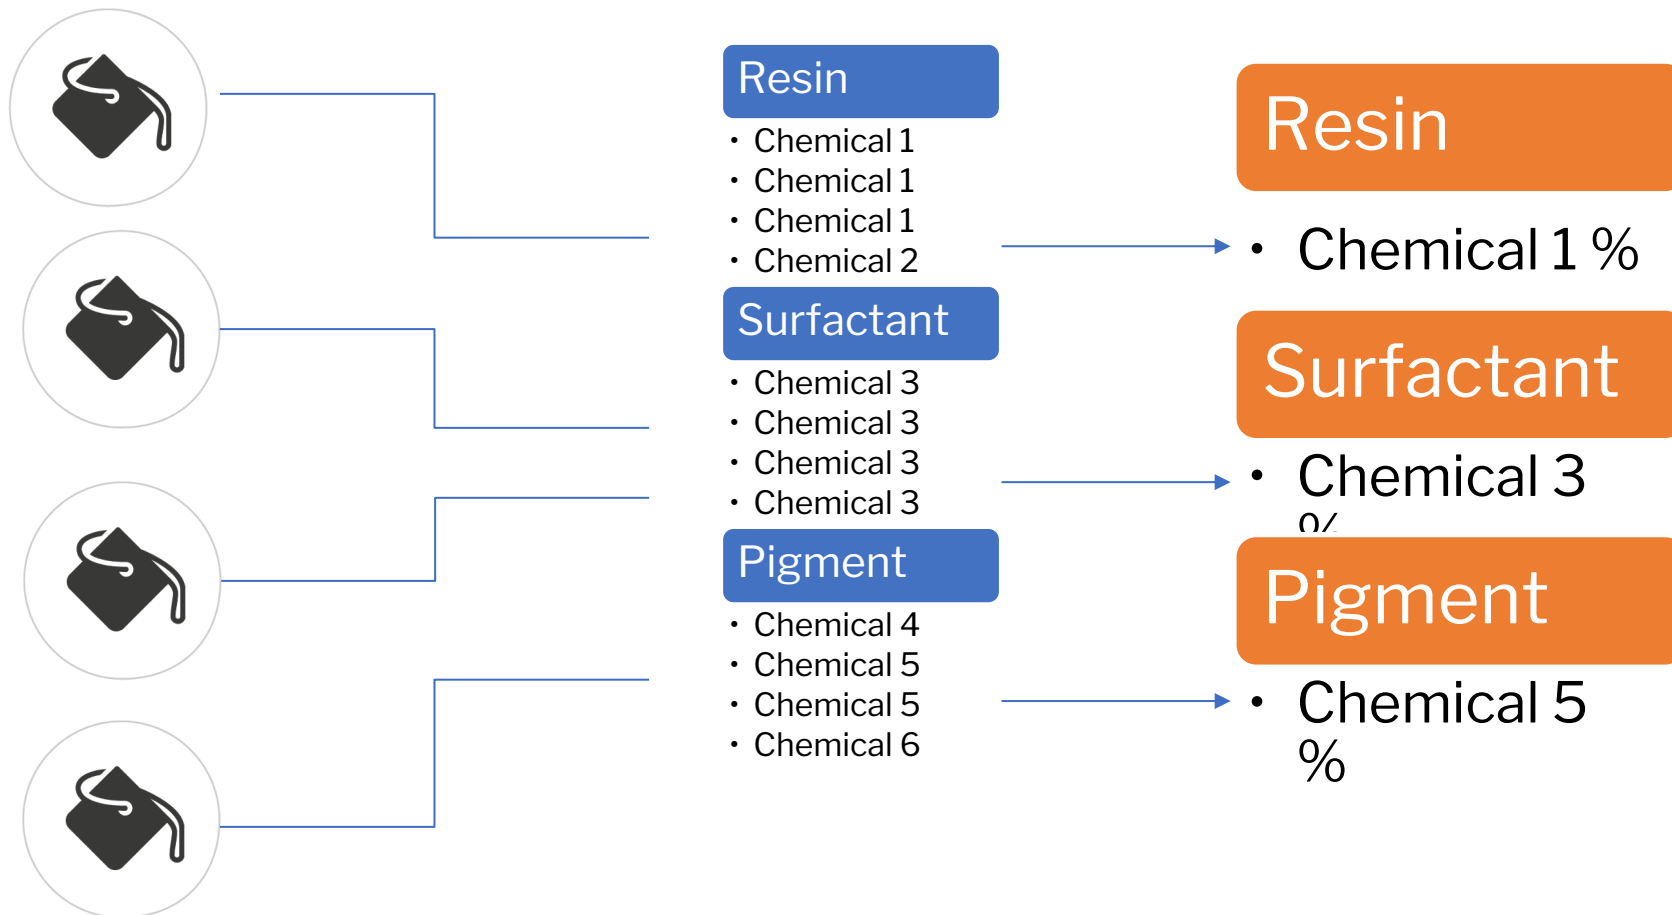 Resin
• Chemical 1
• Chemical 1
• Chemical 1
• Chemical 2
Surfactant
• Chemical 3
• Chemical 3
• Chemical 3
• Chemical 3
Pigment
• Chemical 4
• Chemical 5
• Chemical 5
• Chemical 6
Resin
• Chemical 1 %
Surfactant
• Chemical 3
%
Pigment
• Chemical 5
%